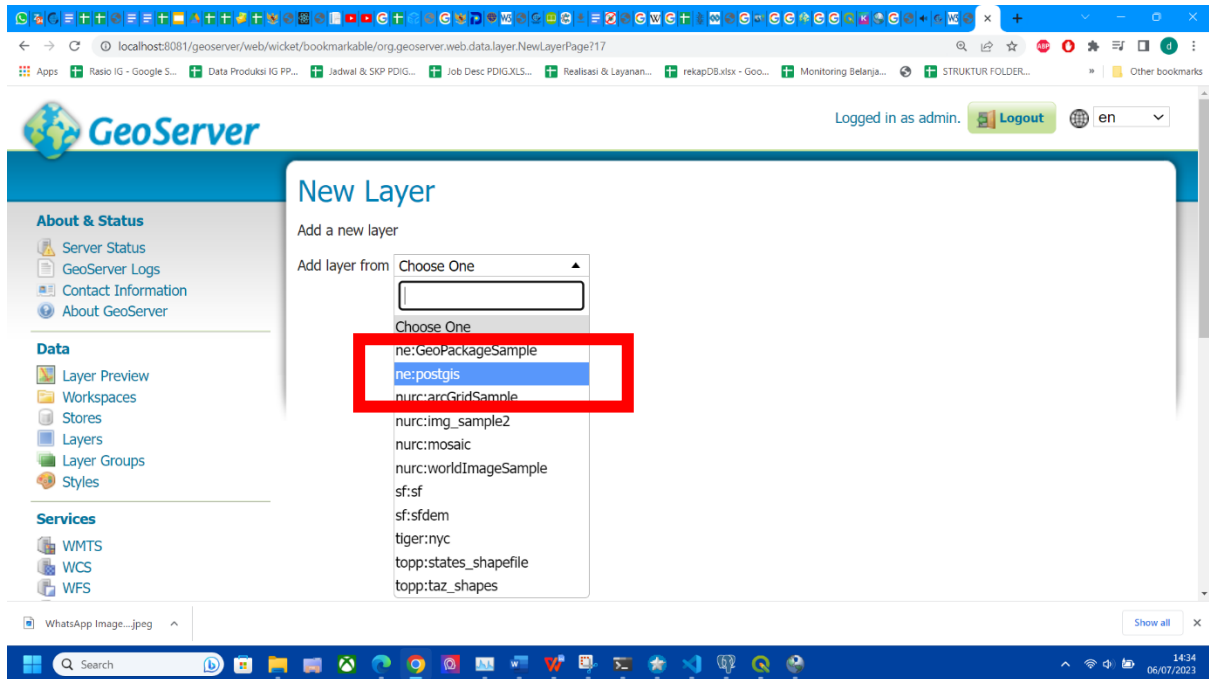 localhost:8081/geoserver/web/wicket/bookmarkable/org.geoserver.web.data.layer.NewLayerPage?17
Apps Rasio IG - Google S... Data Produksi IG PP... Jadwal & SKP PDIG... Job Desc PDIG.XLS... Realisasi & Layanan... rekapDB.xlsx - Goo... Monitoring Belanja... STRUKTUR FOLDER... » Other bookmarks
GeoServer
Logged in as admin. Logout en
New Layer
Add a new layer
Add layer from Choose One
Choose One
ne:GeoPackageSample
ne:postgis
nurc:arcGridSample
nurc:img_sample2
nurc:mosaic
nurc:worldImageSample
sf:sf
sf:sfdem
tiger:nyc
topp:states_shapefile
topp:taz_shapes
About & Status
Server Status
GeoServer Logs
Contact Information
About GeoServer
Data
Layer Preview
Workspaces
Stores
Layers
Layer Groups
Styles
Services
WMTS
WCS
WFS
WhatsApp Image....jpeg
Show all
Search
14:34
06/07/2023